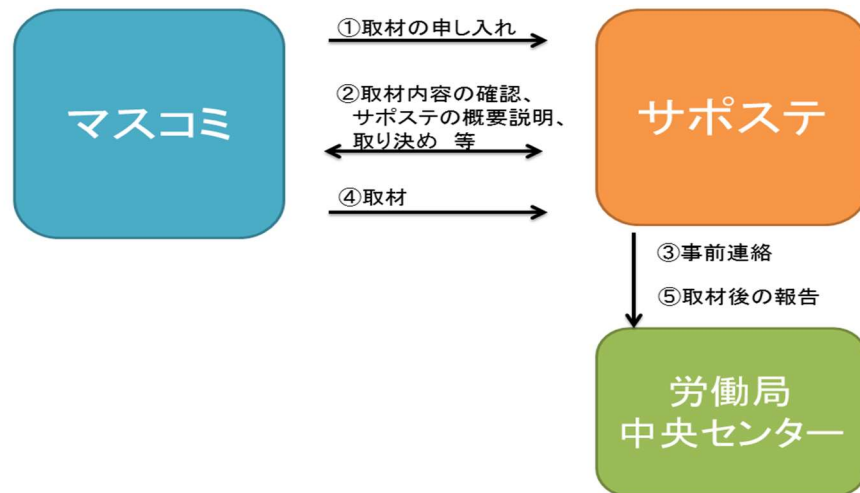 マスコミ
①取材の申し入れ
②取材内容の確認、
サポステの概要説明、
取り決め 等
④取材
サポステ
③事前連絡
⑤取材後の報告
労働局
中央センター